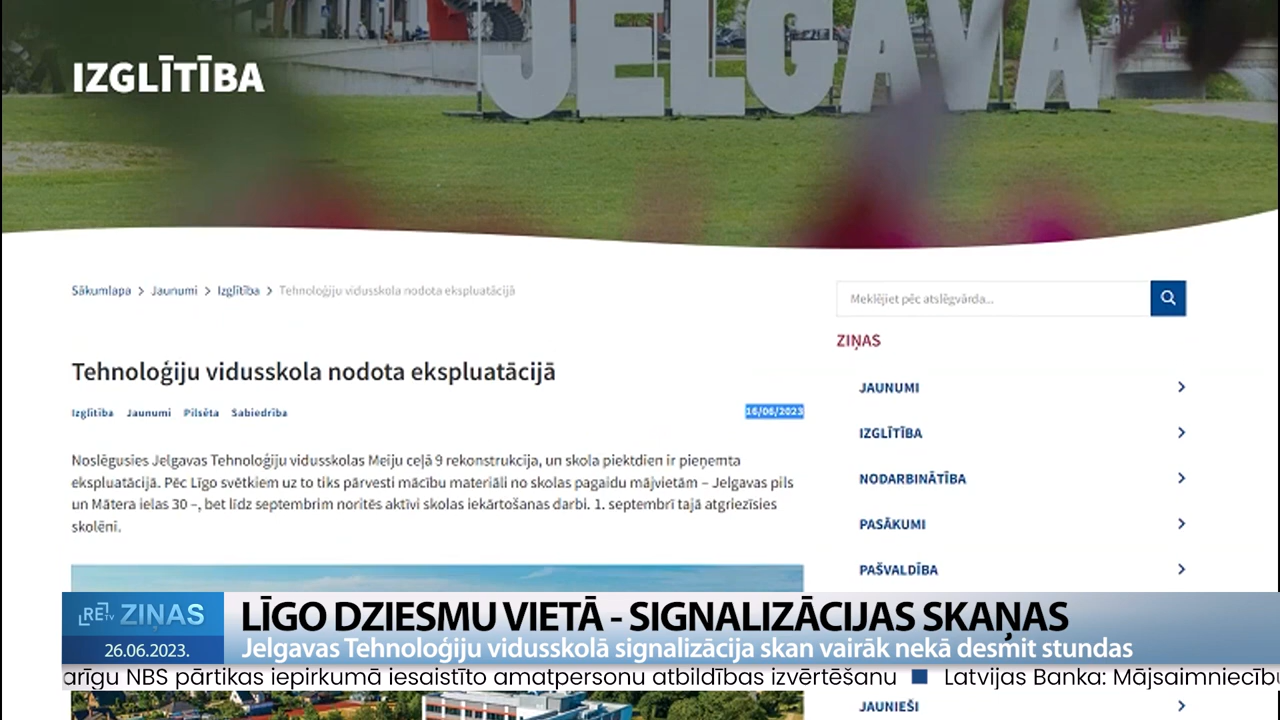 JELGAVA
IZGLĪTĪBA
Sākumlapa > Jaunumi > Izglītība > Tehnoloģiju vidusskola nodota ekspluatācijā
Meklējiet pēc atslēgvārda...
ZIŅAS
Tehnoloģiju vidusskola nodota ekspluatācijā
JAUNUMI
Izglītība Jaunumi Pilsēta Sabiedrība 16/06/2023
IZGLĪTĪBA
Noslēgusies Jelgavas Tehnoloģiju vidusskolas Meiju ceļā 9 rekonstrukcija, un skola piektdien ir pieņemta
ekspluatācijā. Pēc Līgo svētkiem uz to tiks pārvesti mācību materiāli no skolas pagaidu mājvietām – Jelgavas pils
un Mātera ielas 30 –, bet līdz septembrim noritēs aktīvi skolas iekārtošanas darbi. 1. septembrī tajā atgriezīsies
skolēni.
NODARBINĀTĪBA
PASĀKUMI
PAŠVALDĪBA
RE TV ZIŅAS
26.06.2023.
LĪGO DZIESMU VIETĀ - SIGNALIZĀCIJAS SKAŅAS
Jelgavas Tehnoloģiju vidusskolā signalizācija skan vairāk nekā desmit stundas
arīgu NBS pārtikas iepirkumā iesaistīto amatpersonu atbildības izvērtēšanu ■ Latvijas Banka: Mājsaimniecību
JAUNIEŠI